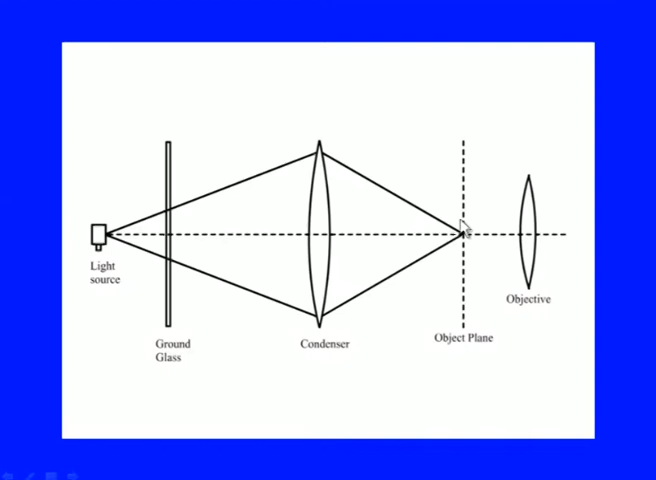 Light
source
Ground
Glass
Condenser
Object Plane
Objective